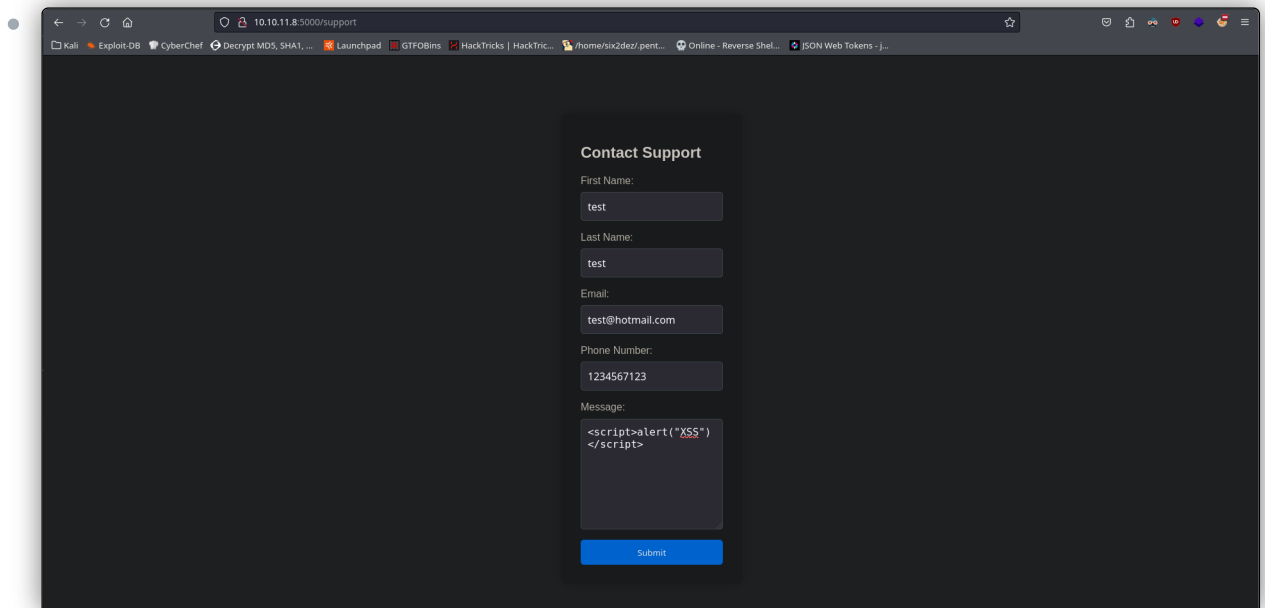 10.10.11.8:5000/support
Kali Exploit-DB CyberChef Decrypt MD5, SHA1, ... Launchpad GTFOBins HackTricks | HackTric... /home/six2dez/.pent... Online - Reverse Shel... JSON Web Tokens - j...
Contact Support
First Name:
test
Last Name:
test
Email:
test@hotmail.com
Phone Number:
1234567123
Message:
<script>alert("XSS")
</script>
Submit